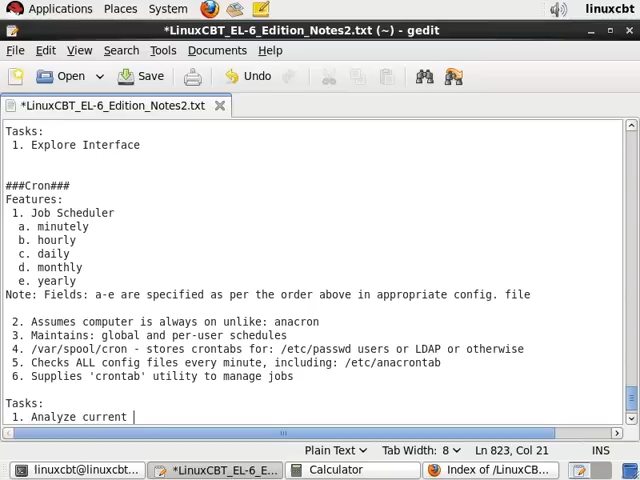 Applications Places System linuxcbt
*LinuxCBT_EL-6_Edition_Notes2.txt (~) - gedit
File Edit View Search Tools Documents Help
Open Save Undo
*LinuxCBT_EL-6_Edition_Notes2.txt
Tasks:
1. Explore Interface
###Cron###
Features:
1. Job Scheduler
a. minutely
b. hourly
c. daily
d. monthly
e. yearly
Note: Fields: a-e are specified as per the order above in appropriate config. file
2. Assumes computer is always on unlike: anacron
3. Maintains: global and per-user schedules
4. /var/spool/cron - stores crontabs for: /etc/passwd users or LDAP or otherwise
5. Checks ALL config files every minute, including: /etc/anacrontab
6. Supplies 'crontab' utility to manage jobs
Tasks:
1. Analyze current
Plain Text Tab Width: 8 Ln 823, Col 21 INS
linuxcbt@linuxcbt... *LinuxCBT_EL-6_E... Calculator Index of /LinuxCB...